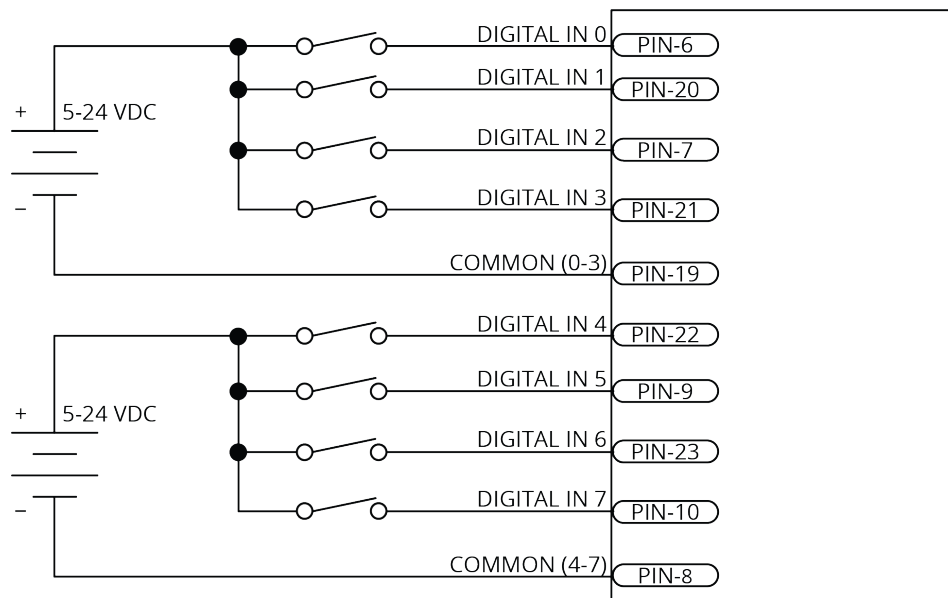 DIGITAL IN 0 PIN-6
DIGITAL IN 1 PIN-20
+ 5-24 VDC
DIGITAL IN 2 PIN-7
DIGITAL IN 3 PIN-21
–
COMMON (0-3) PIN-19
DIGITAL IN 4 PIN-22
DIGITAL IN 5 PIN-9
+ 5-24 VDC
DIGITAL IN 6 PIN-23
DIGITAL IN 7 PIN-10
–
COMMON (4-7) PIN-8